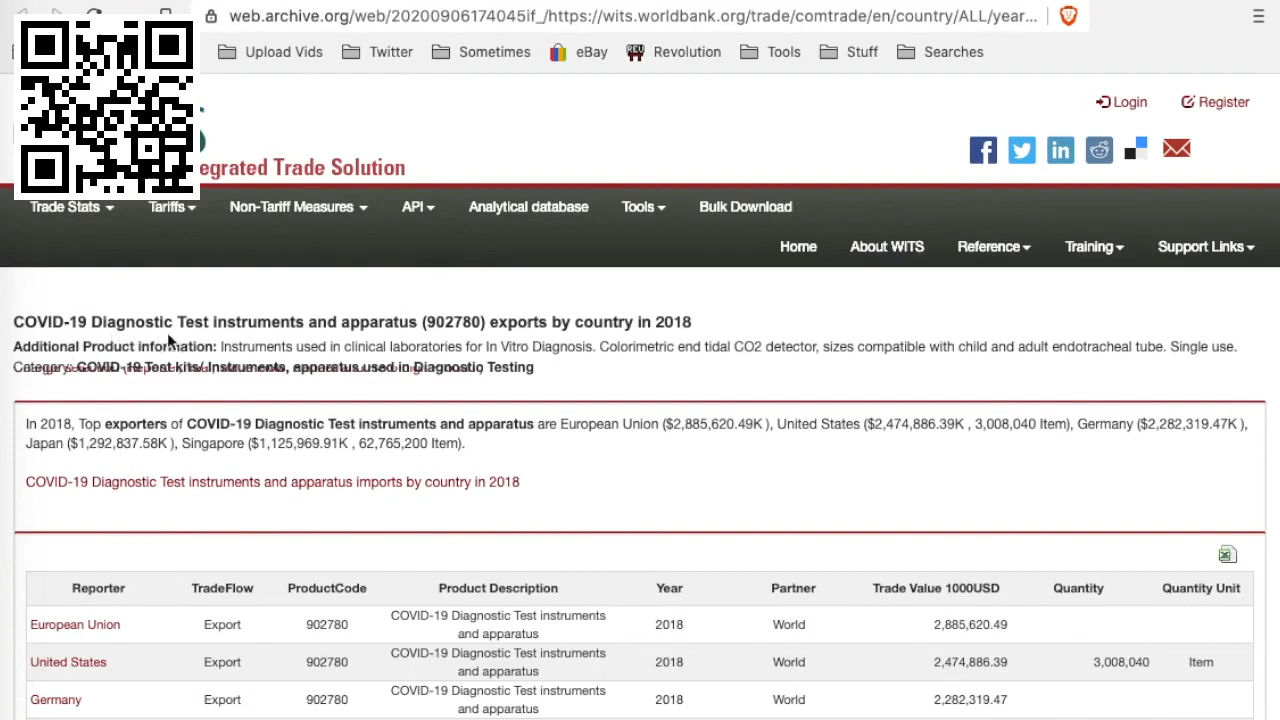 web.archive.org/web/20200906174045if_/https://wits.worldbank.org/trade/comtrade/en/country/ALL/year...
Upload Vids Twitter Sometimes eBay Revolution Tools Stuff Searches
Login Register
egrated Trade Solution
Trade Stats Tariffs Non-Tariff Measures API Analytical database Tools Bulk Download
Home About WITS Reference Training Support Links
COVID-19 Diagnostic Test instruments and apparatus (902780) exports by country in 2018
Additional Product information: Instruments used in clinical laboratories for In Vitro Diagnosis. Colorimetric end tidal CO2 detector, sizes compatible with child and adult endotracheal tube. Single use.
Category: COVID-19 Test kits/ Instruments, apparatus used in Diagnostic Testing
In 2018, Top exporters of COVID-19 Diagnostic Test instruments and apparatus are European Union ($2,885,620.49K ), United States ($2,474,886.39K , 3,008,040 Item), Germany ($2,282,319.47K ),
Japan ($1,292,837.58K ), Singapore ($1,125,969.91K , 62,765,200 Item).
COVID-19 Diagnostic Test instruments and apparatus imports by country in 2018
Reporter TradeFlow ProductCode Product Description Year Partner Trade Value 1000USD Quantity Quantity Unit
COVID-19 Diagnostic Test instruments
European Union Export 902780 and apparatus 2018 World 2,885,620.49
COVID-19 Diagnostic Test instruments
United States Export 902780 and apparatus 2018 World 2,474,886.39 3,008,040 Item
COVID-19 Diagnostic Test instruments
Germany Export 902780 and apparatus 2018 World 2,282,319.47